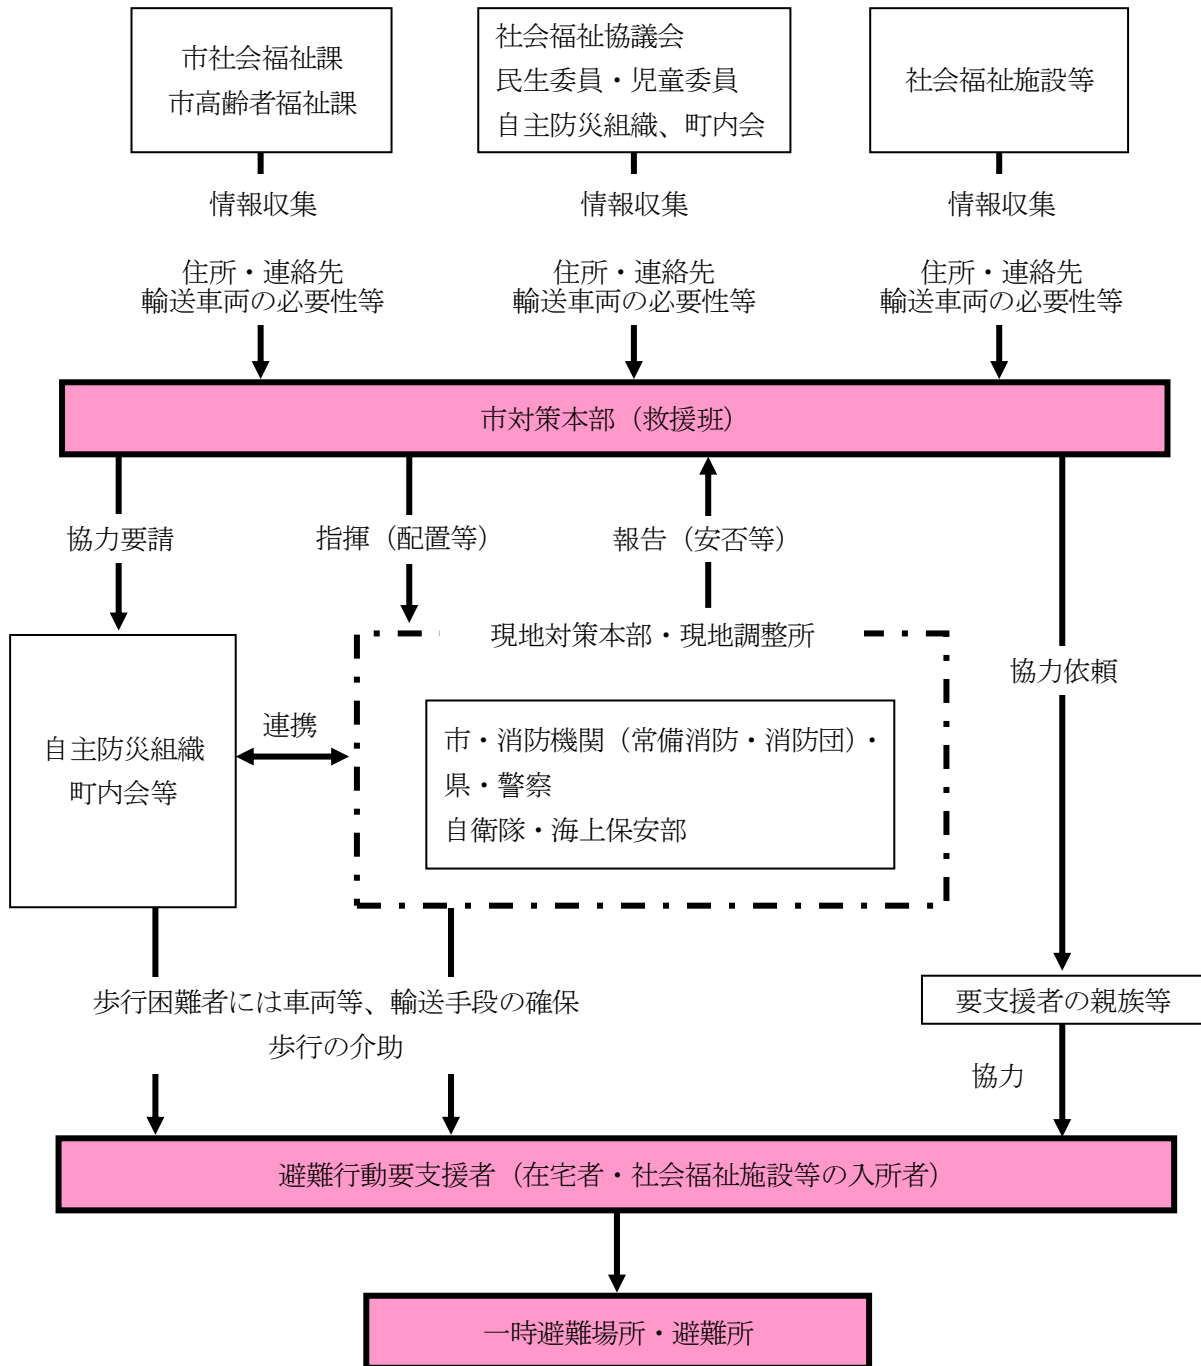 市社会福祉課
市高齢者福祉課
社会福祉協議会
民生委員・児童委員
自主防災組織、町内会
社会福祉施設等
情報収集
情報収集
情報収集
住所・連絡先
輸送車両の必要性等
住所・連絡先
輸送車両の必要性等
住所・連絡先
輸送車両の必要性等
市対策本部（救援班）
協力要請
指揮（配置等）
報告（安否等）
協力依頼
現地対策本部・現地調整所
自主防災組織
町内会等
連携
市・消防機関（常備消防・消防団）・
県・警察
自衛隊・海上保安部
歩行困難者には車両等、輸送手段の確保
歩行の介助
要支援者の親族等
協力
避難行動要支援者（在宅者・社会福祉施設等の入所者）
一時避難場所・避難所